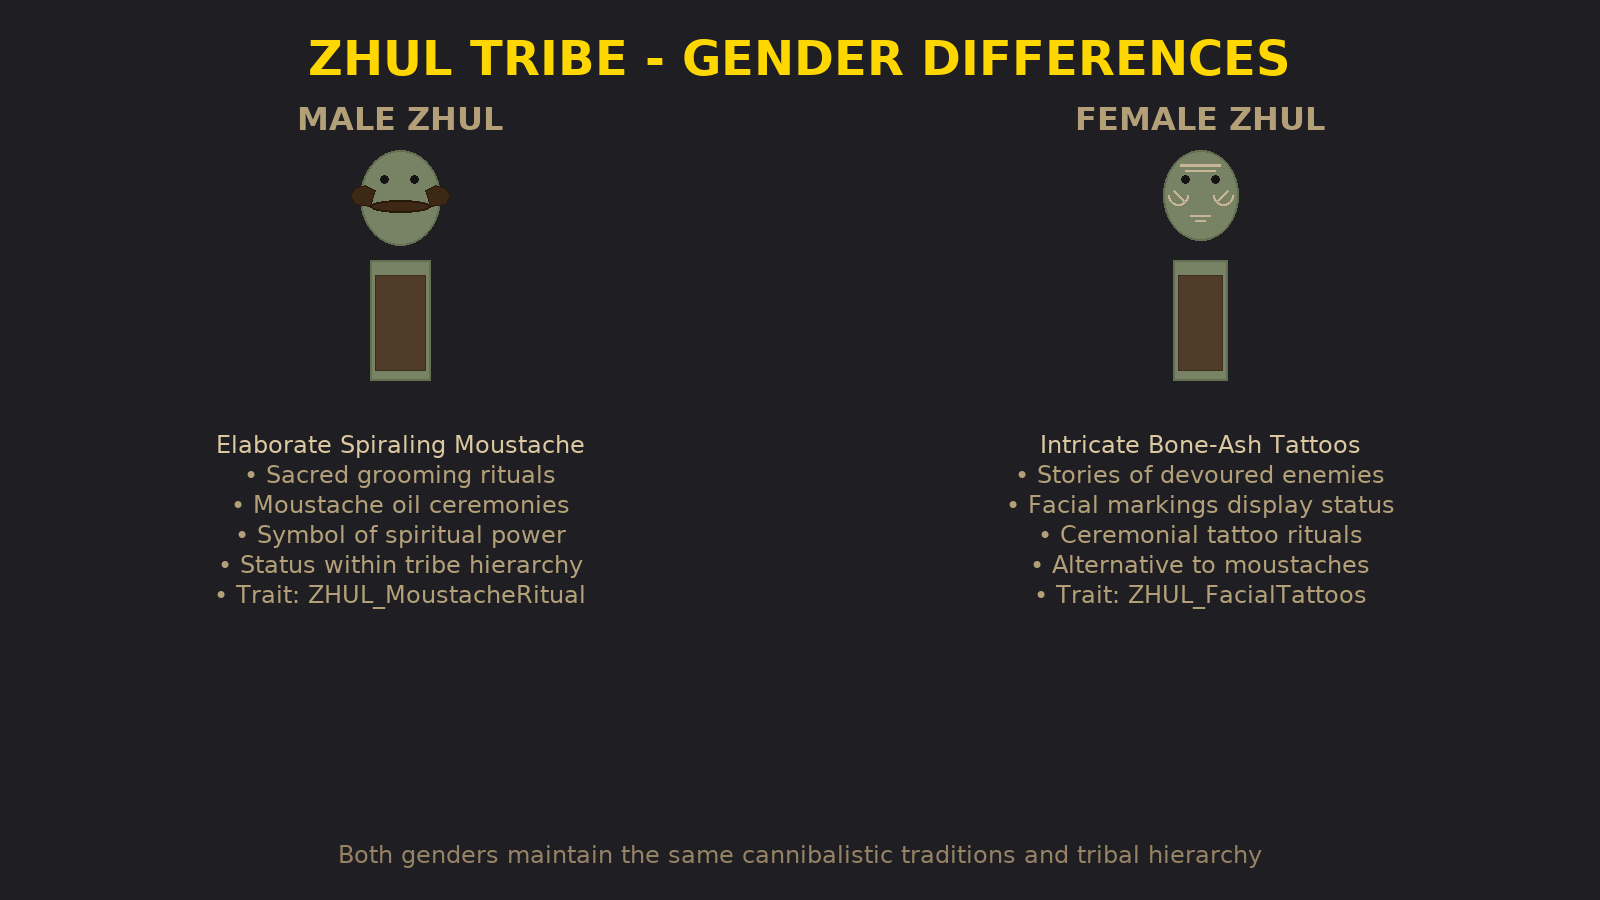 ZHUL TRIBE - GENDER DIFFERENCES
MALE ZHUL
Elaborate Spiraling Moustache
• Sacred grooming rituals
• Moustache oil ceremonies
• Symbol of spiritual power
• Status within tribe hierarchy
• Trait: ZHUL_MoustacheRitual
FEMALE ZHUL
Intricate Bone-Ash Tattoos
• Stories of devoured enemies
• Facial markings display status
• Ceremonial tattoo rituals
• Alternative to moustaches
• Trait: ZHUL_FacialTattoos
Both genders maintain the same cannibalistic traditions and tribal hierarchy